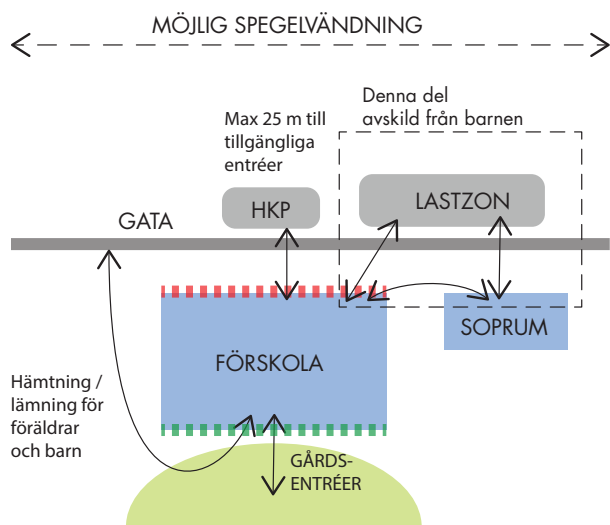 MÖJLIG SPEGELVÄNDNING
Max 25 m till
tillgängliga
entréer
Denna del
avskild från barnen
HKP
LASTZON
GATA
FÖRSKOLA
SOPRUM
Hämtning /
lämning för
föräldrar
och barn
GÅRDS-
ENTRÉER